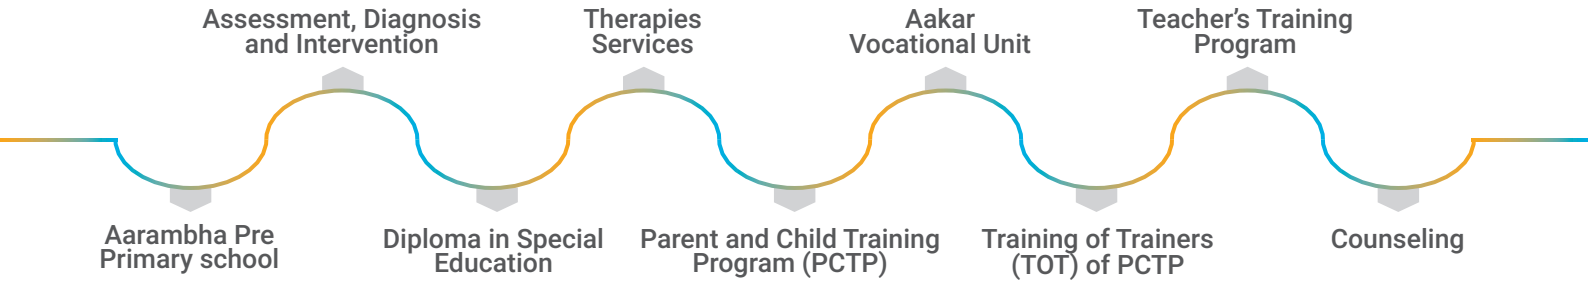 Assessment, Diagnosis
and Intervention
Therapies
Services
Aakar
Vocational Unit
Teacher’s Training
Program
Aarambha Pre
Primary school
Diploma in Special
Education
Parent and Child Training
Program (PCTP)
Training of Trainers
(TOT) of PCTP
Counseling